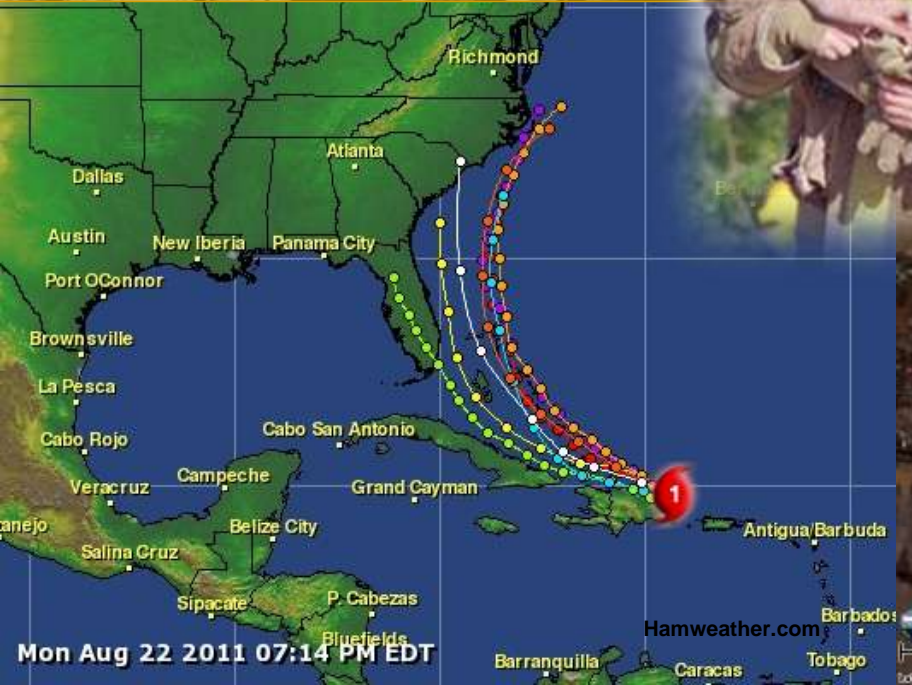 Richmond
Atlanta
Dallas
Austin
New Iberia
Panama City
Port OConnor
Brownsville
La Pesca
Cabo San Antonio
Cabo Rojo
Campeche
Veracruz
Grand Cayman
1
tanejo
Belize City
Antigua/Barbuda
Salina Cruz
Sipacate
P. Cabezas
Barbados
Hamweather.com
Bluefields
Mon Aug 22 2011 07:14 PM EDT
Barranquilla
Caracas
Tobago